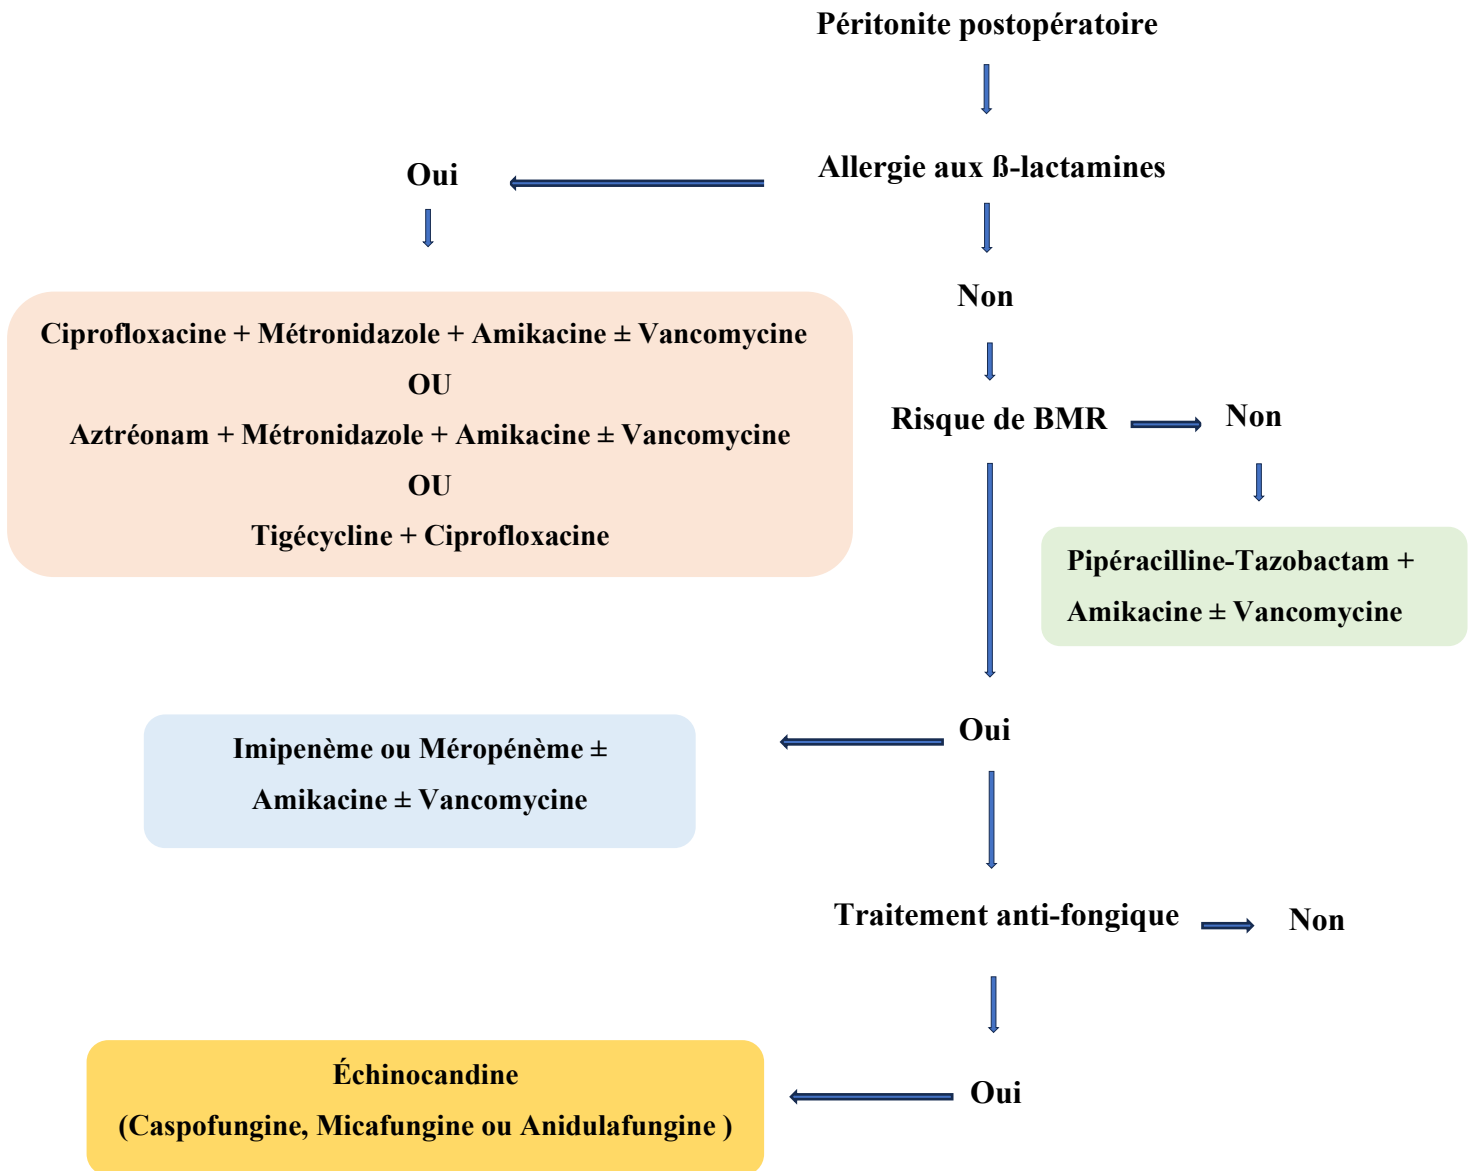 Péritonite postopératoire
Allergie aux ß-lactamines
Oui
Non
Ciprofloxacine + Métronidazole + Amikacine ± Vancomycine
OU
Aztréonam + Métronidazole + Amikacine ± Vancomycine
OU
Tigécycline + Ciprofloxacine
Risque de BMR
Non
Pipéracilline-Tazobactam +
Amikacine ± Vancomycine
Oui
Imipenème ou Méropénème ±
Amikacine ± Vancomycine
Traitement anti-fongique
Non
Oui
Échinocandine
(Caspofungine, Micafungine ou Anidulafungine )